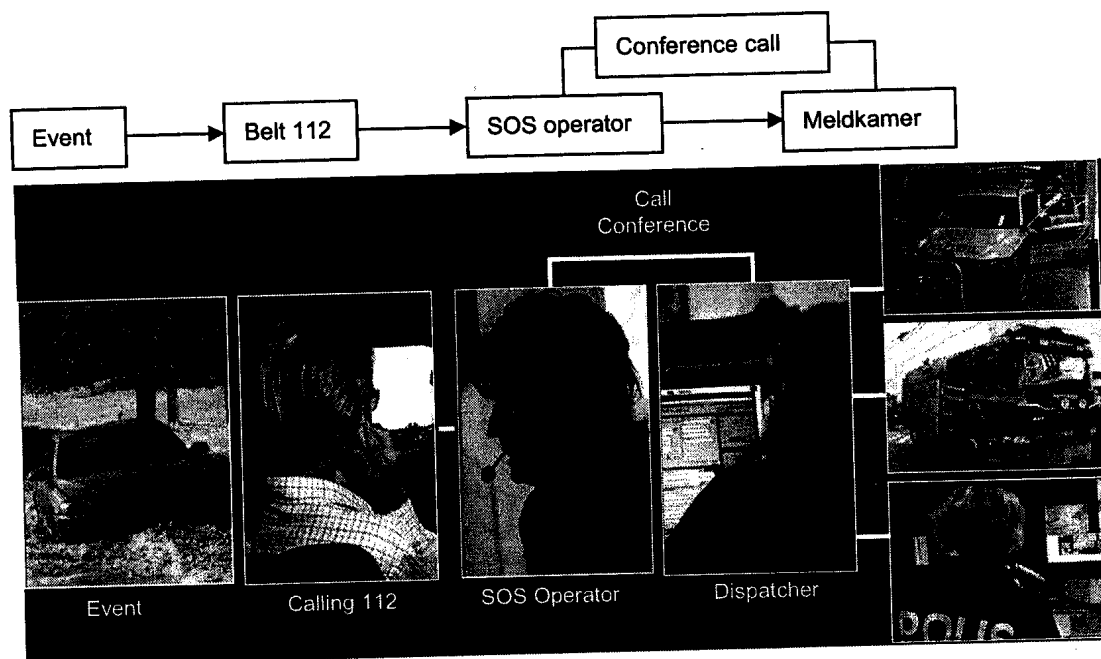 Conference call
Event
Belt 112
SOS operator
Meldkamer
Call
Conference
Event
Calling 112
SOS Operator
Dispatcher
POLIS